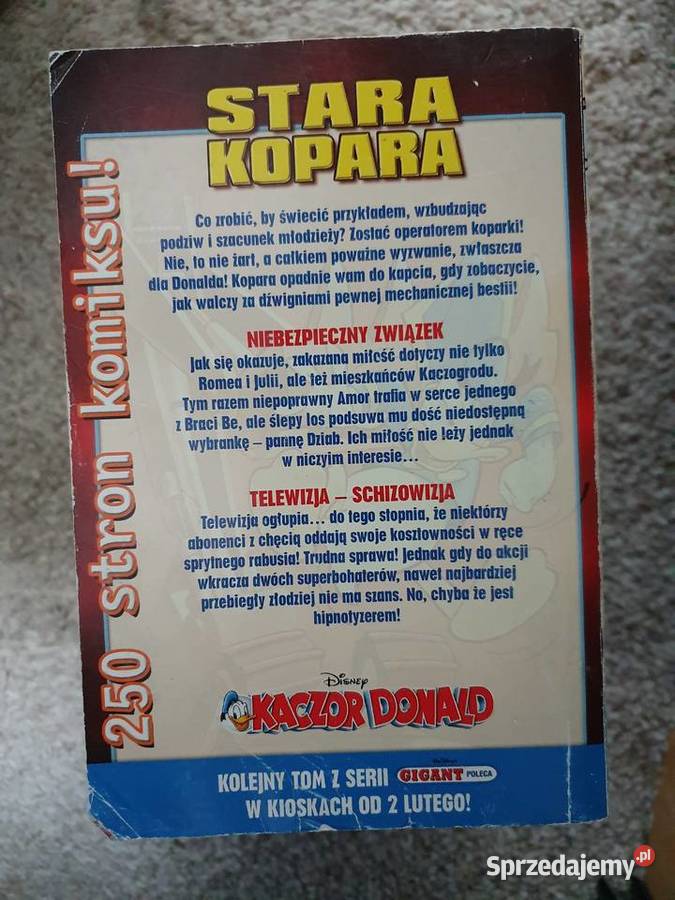 STARA
KOPARA
Co zrobić, by świecić przykładem, wzbudzając
podziw i szacunek młodzieży? Zostać operatorem koparki!
Nie, to nie żart, a całkiem poważne wyzwanie, zwłaszcza
dla Donalda! Kopara opadnie wam do kapcia, gdy zobaczycie,
jak walczy za dźwigniami pewnej mechanicznej bestii!
NIEBEZPIECZNY ZWIĄZEK
Jak się okazuje, zakazana miłość dotyczy nie tylko
Romea i Julii, ale też mieszkańców Kaczogrodu.
Tym razem niepoprawny Amor trafia w serce jednego
z Braci Be, ale ślepy los podsuwa mu dość niedostępną
wybrankę – pannę Dziab. Ich miłość nie leży jednak
w niczyim interesie...
TELEWIZJA – SCHIZOWIZJA
Telewizja ogłupia... do tego stopnia, że niektórzy
abonenci z chęcią oddają swoje kosztowności w ręce
sprytnego rabusia! Trudna sprawa! Jednak gdy do akcji
wkracza dwóch superbohaterów, nawet najbardziej
przebiegły złodziej nie ma szans. No, chyba że jest
hipnotyzerem!
250 stron komiksu!
Disney
KACZOR DONALD
KOLEJNY TOM Z SERII GIGANT POLECA
W KIOSKACH OD 2 LUTEGO!
Sprzedajemy.pl